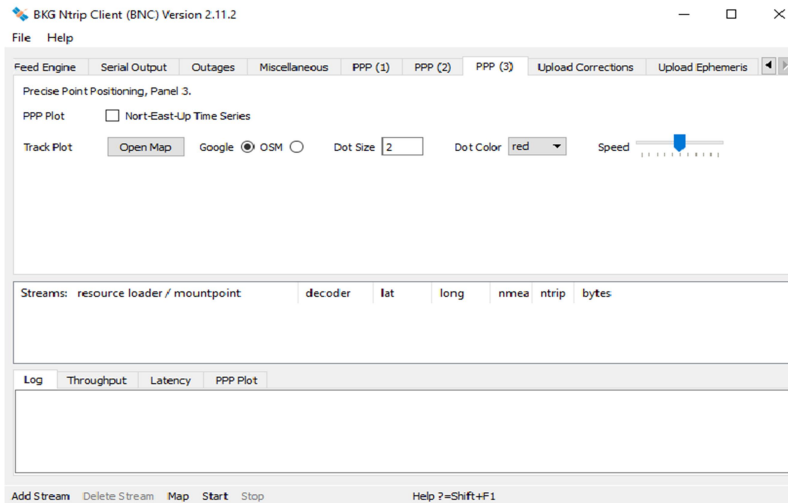 BKG Ntrip Client (BNC) Version 2.11.2
File Help
Feed Engine Serial Output Outages Miscellaneous PPP (1) PPP (2) PPP (3) Upload Corrections Upload Ephemeris
Precise Point Positioning, Panel 3.
PPP Plot Nort-East-Up Time Series
Track Plot Open Map Google OSM Dot Size 2 Dot Color red Speed
Streams: resource loader / mountpoint decoder lat long nmea ntrip bytes
Log Throughput Latency PPP Plot
Add Stream Delete Stream Map Start Stop Help ?=Shift+F1